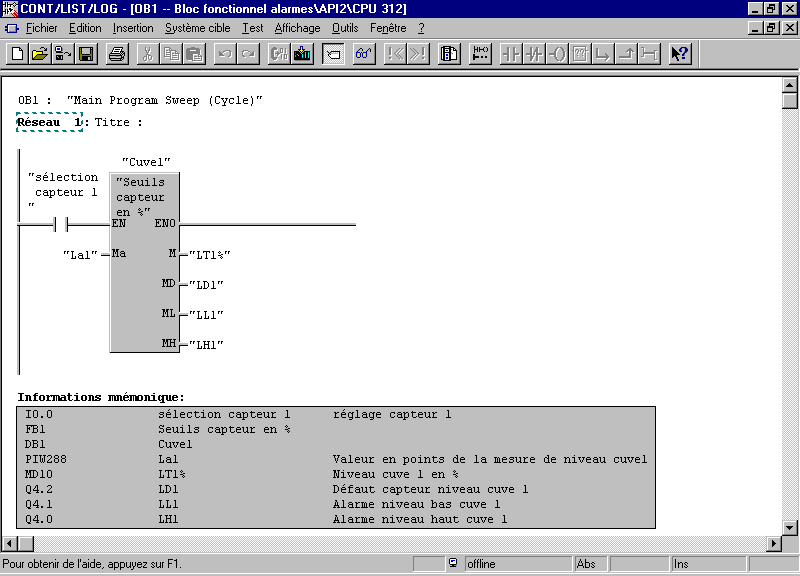 CONT/LIST/LOG - [OB1 -- Bloc fonctionnel alarmes\API2\CPU 312]
Fichier Edition Insertion Système cible Test Affichage Outils Fenêtre ?
OB1 : "Main Program Sweep (Cycle)"
Réseau 1: Titre :
"Cuve1"
"sélection
capteur 1
"
"Seuils
capteur
en %"
EN ENO
"La1" Ma M "LT1%"
MD "LD1"
ML "LL1"
MH "LH1"
Informations mnémonique:
I0.0 sélection capteur 1 réglage capteur 1
FB1 Seuils capteur en %
DB1 Cuve1
PIW288 La1 Valeur en points de la mesure de niveau cuve1
MD10 LT1% Niveau cuve 1 en %
Q4.2 LD1 Défaut capteur niveau cuve 1
Q4.1 LL1 Alarme niveau bas cuve 1
Q4.0 LH1 Alarme niveau haut cuve 1
Pour obtenir de l'aide, appuyez sur F1. offline Abs Ins